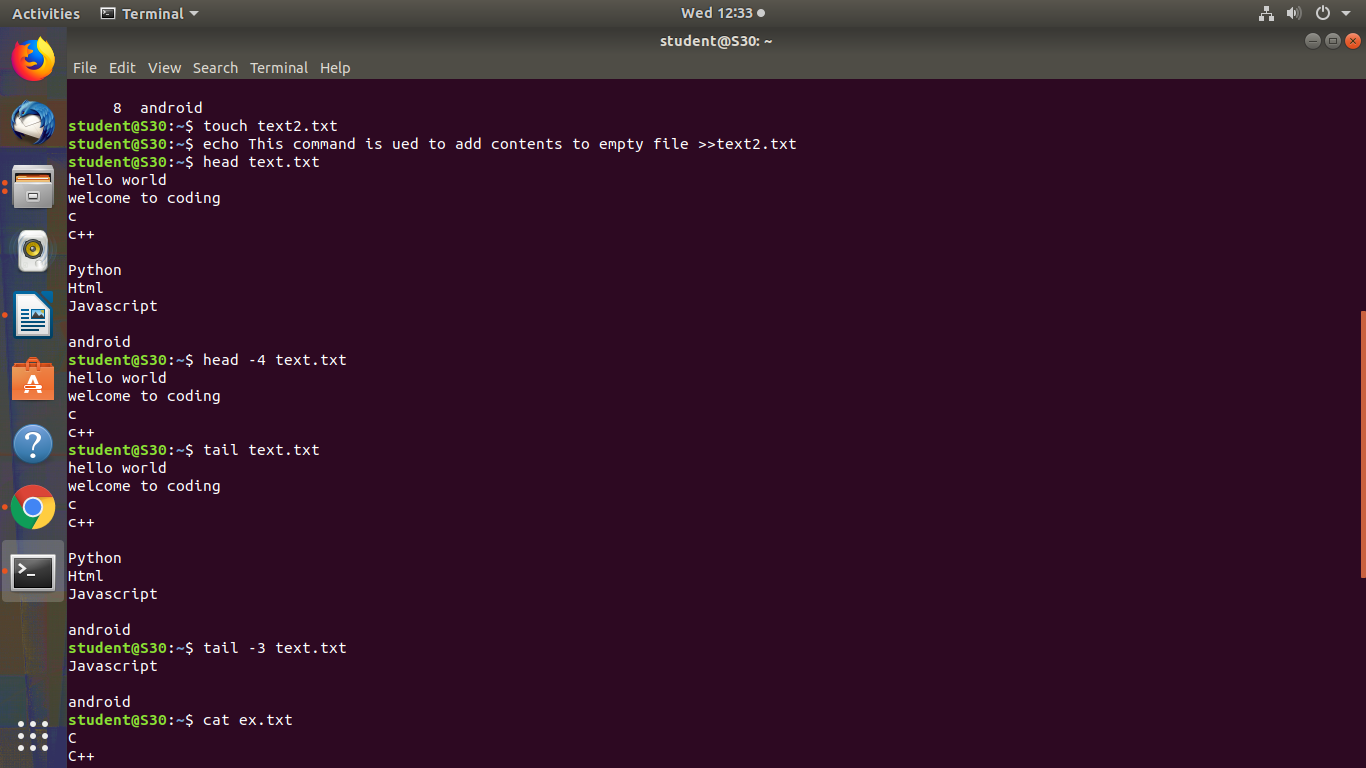 Activities Terminal Wed 12:33
student@S30: ~
File Edit View Search Terminal Help
8 android
student@S30:~$ touch text2.txt
student@S30:~$ echo This command is ued to add contents to empty file >>text2.txt
student@S30:~$ head text.txt
hello world
welcome to coding
c
c++
Python
Html
Javascript
android
student@S30:~$ head -4 text.txt
hello world
welcome to coding
c
c++
student@S30:~$ tail text.txt
hello world
welcome to coding
c
c++
Python
Html
Javascript
android
student@S30:~$ tail -3 text.txt
Javascript
android
student@S30:~$ cat ex.txt
C
C++